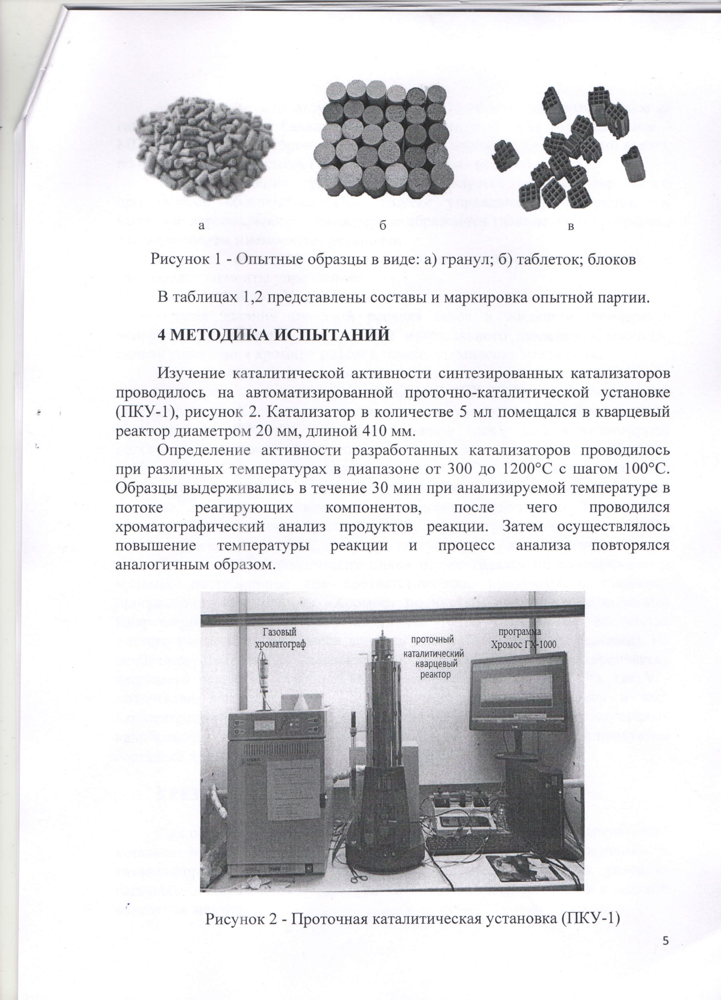 а б в
Рисунок 1 - Опытные образцы в виде: а) гранул; б) таблеток; блоков
В таблицах 1,2 представлены составы и маркировка опытной партии.
4 МЕТОДИКА ИСПЫТАНИЙ
Изучение каталитической активности синтезированных катализаторов
проводилось на автоматизированной проточно-каталитической установке
(ПКУ-1), рисунок 2. Катализатор в количестве 5 мл помещался в кварцевый
реактор диаметром 20 мм, длиной 410 мм.
Определение активности разработанных катализаторов проводилось
при различных температурах в диапазоне от 300 до 1200°С с шагом 100°С.
Образцы выдерживались в течение 30 мин при анализируемой температуре в
потоке реагирующих компонентов, после чего проводился
хроматографический анализ продуктов реакции. Затем осуществлялось
повышение температуры реакции и процесс анализа повторялся
аналогичным образом.
Газовый
хроматограф
проточный
каталитический
кварцевый
реактор
программа
Хромос ГХ-1000
Рисунок 2 - Проточная каталитическая установка (ПКУ-1)
5